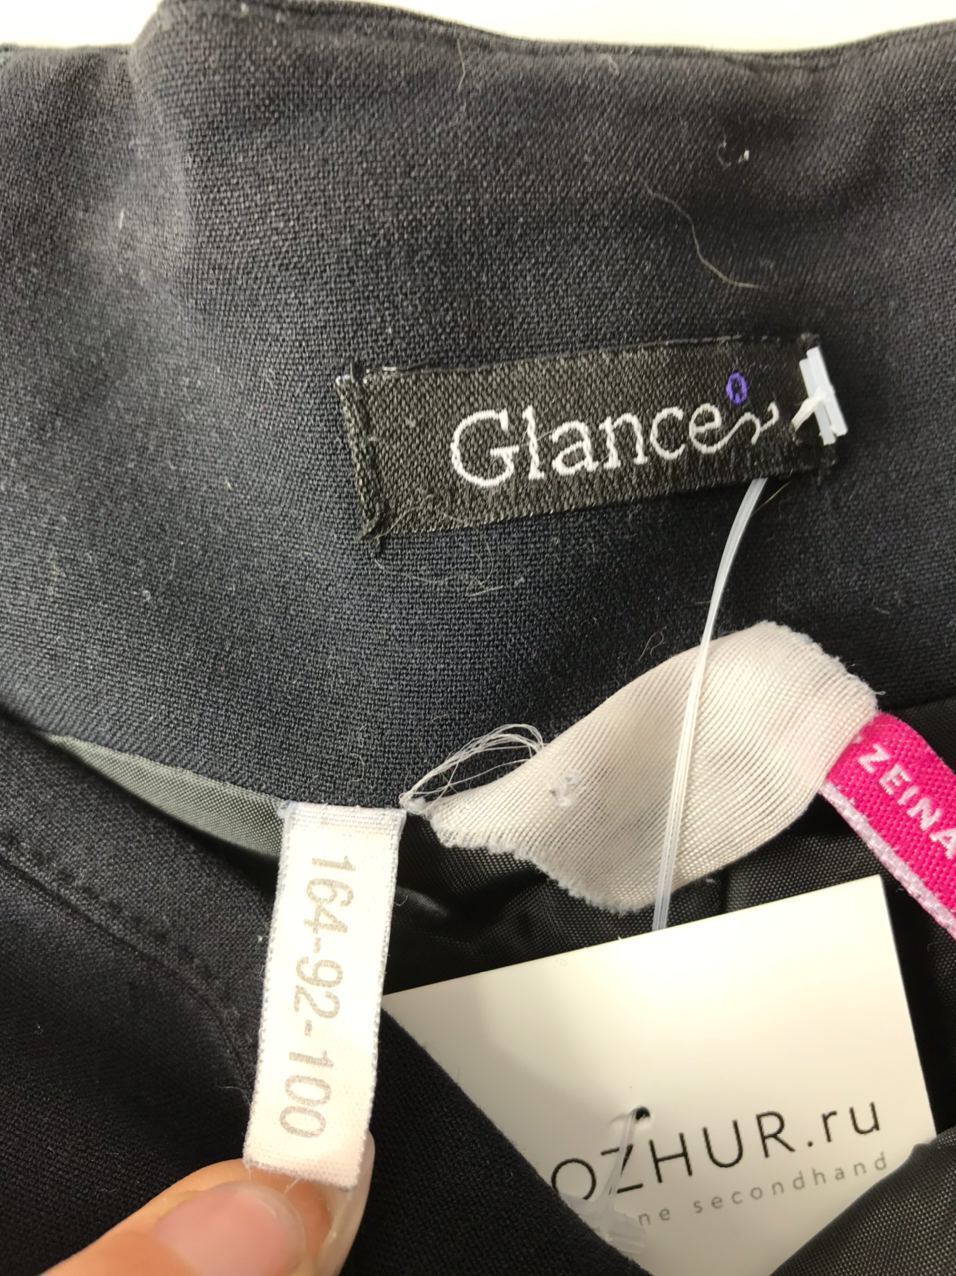 Glance
ZEINA
164-92-100
OZHUR.ru
ne secondhand